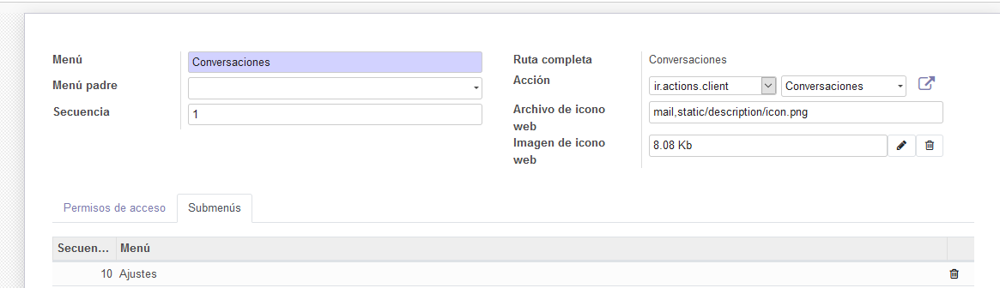 Menú
Conversaciones
Menú padre
Secuencia
1
Ruta completa
Conversaciones
Acción
ir.actions.client
Conversaciones
Archivo de icono
web
mail,static/description/icon.png
Imagen de icono
web
8.08 Kb
Permisos de acceso
Submenús
Secuen...
Menú
10
Ajustes